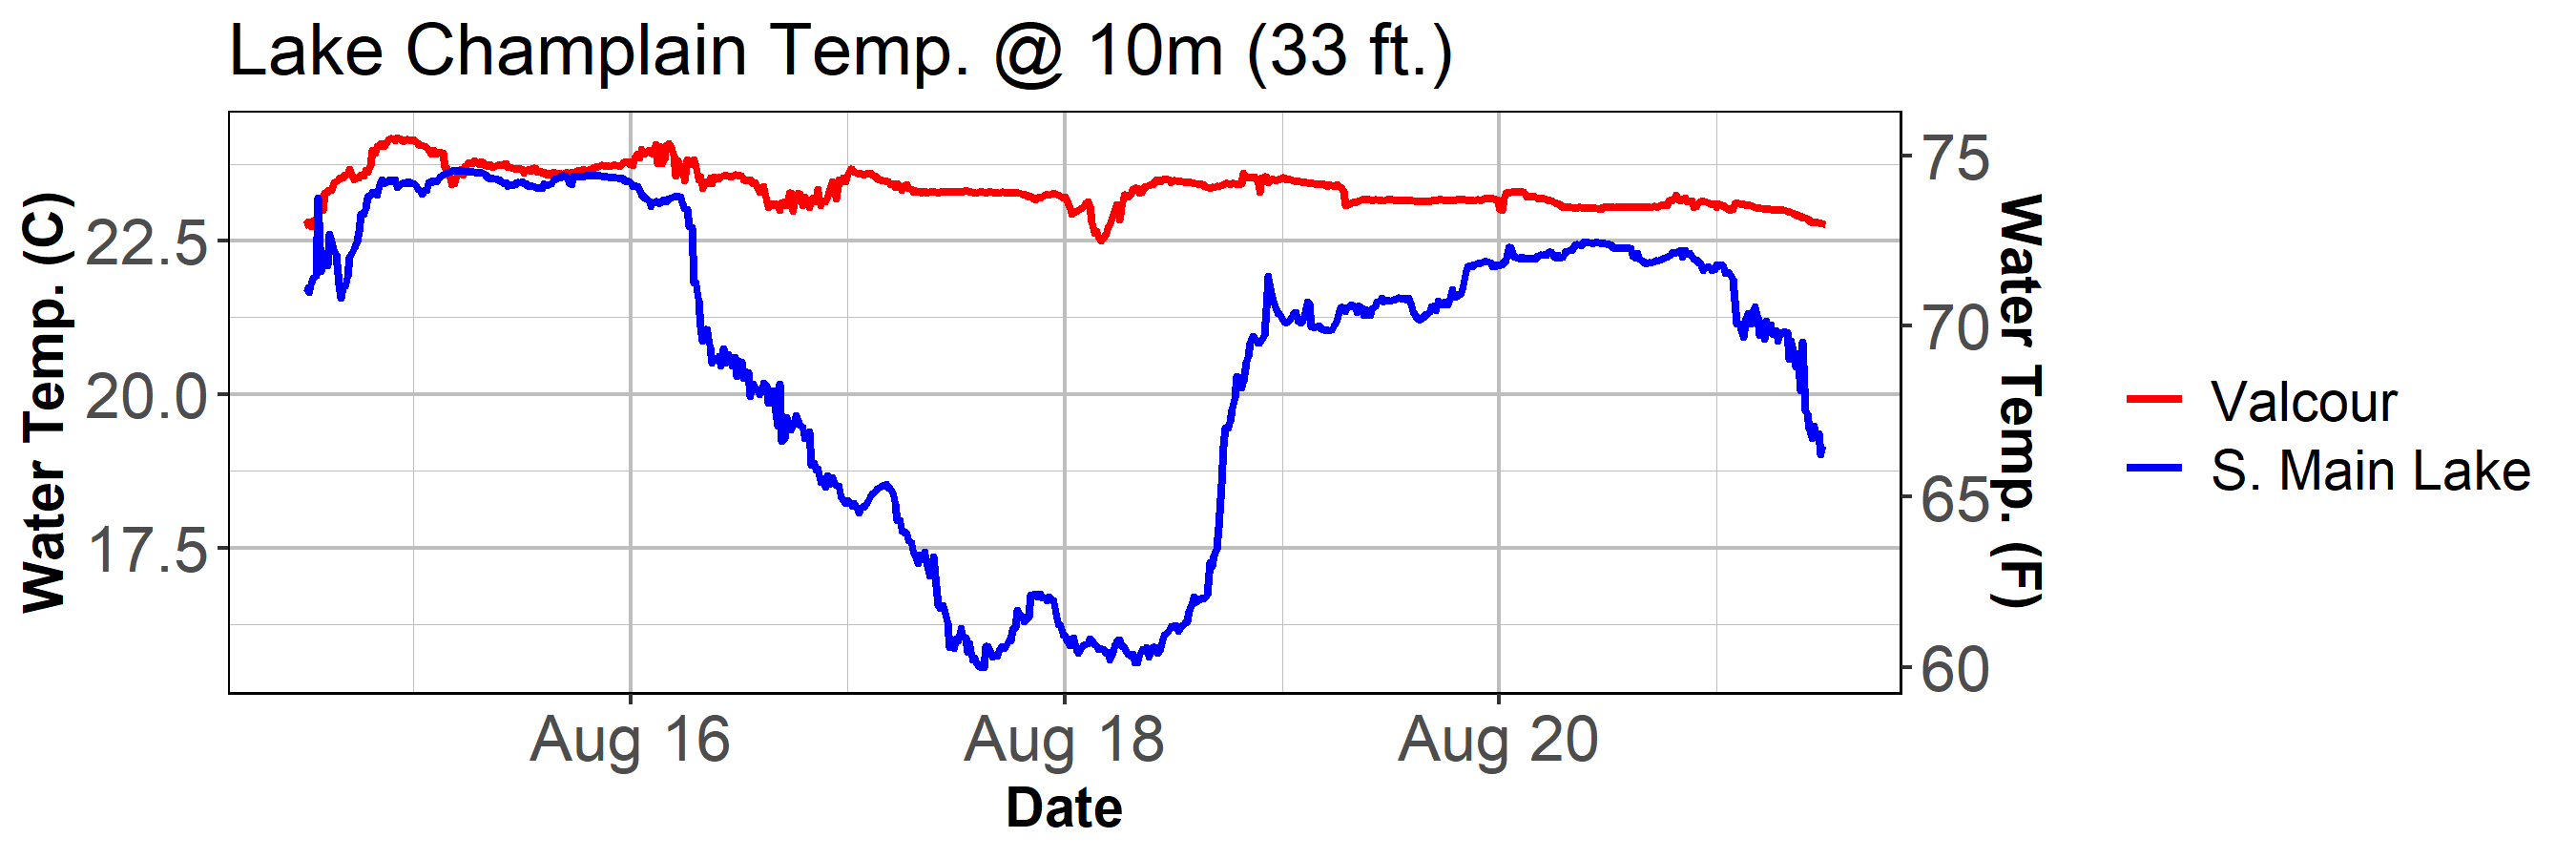 Lake Champlain Temp. @ 10m (33 ft.)
Water Temp. (C)
22.5
20.0
17.5
75
70
65
60
Water Temp. (F)
Aug 16
Aug 18
Aug 20
Date
Valcour
S. Main Lake